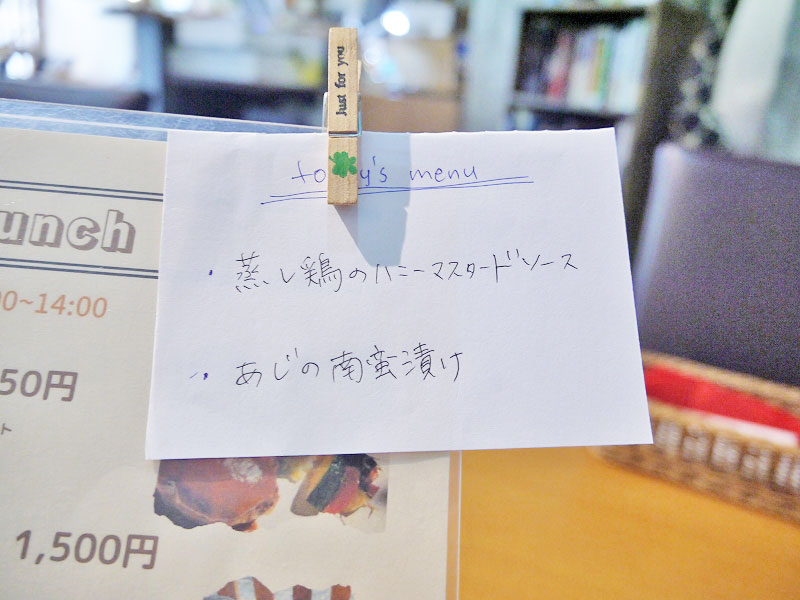 Just for you
to y's menu
・蒸し鶏のハニーマスタードソース
・あじの南蛮漬け
unch
00~14:00
50円
ト
1,500円